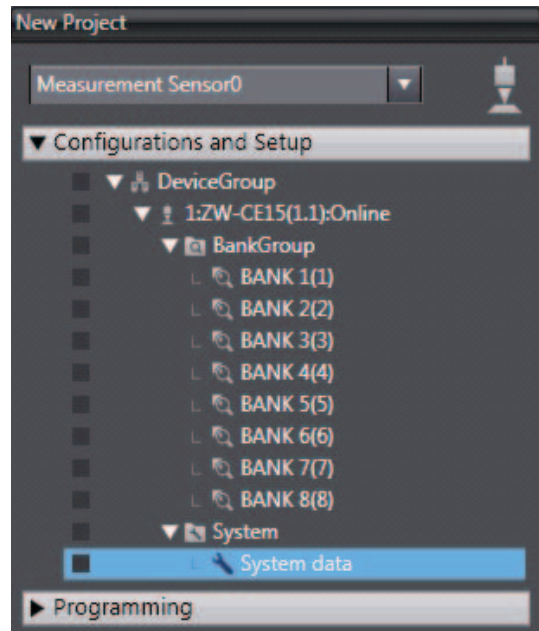 New Project
Measurement Sensor0
Configurations and Setup
DeviceGroup
1:ZW-CE15(1.1):Online
BankGroup
BANK 1(1)
BANK 2(2)
BANK 3(3)
BANK 4(4)
BANK 5(5)
BANK 6(6)
BANK 7(7)
BANK 8(8)
System
System data
Programming